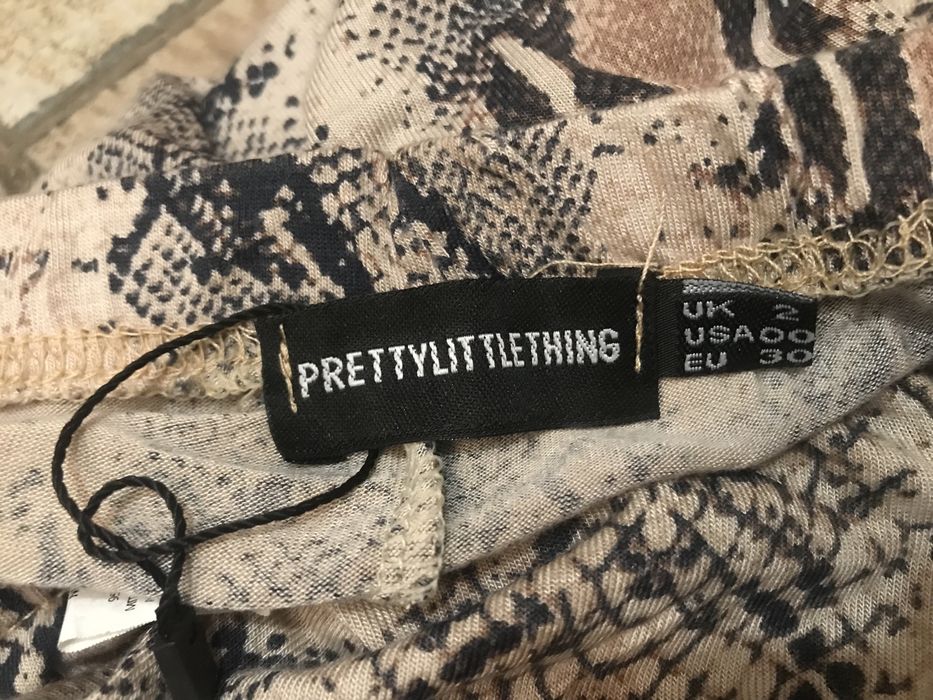 PRETTYLITTLETHING
UK 2
USA 00
EU 30